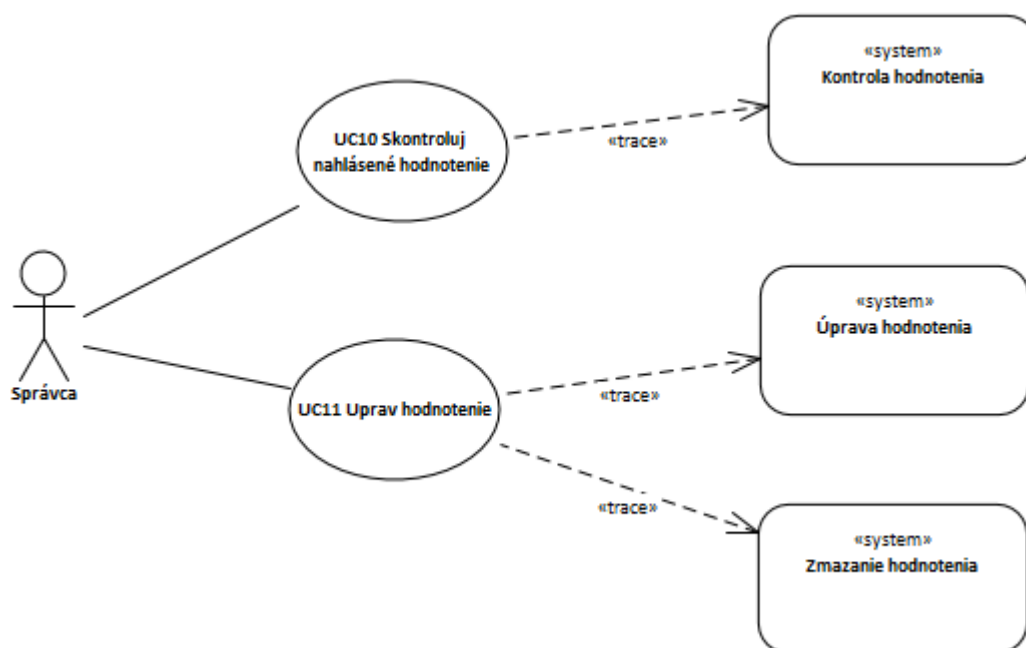 «system»
Kontrola hodnotenia
UC10 Skontroluj
nahlásené hodnotenie
«trace»
«system»
Úprava hodnotenia
Správca
UC11 Uprav hodnotenie
«trace»
«trace»
«system»
Zmazanie hodnotenia